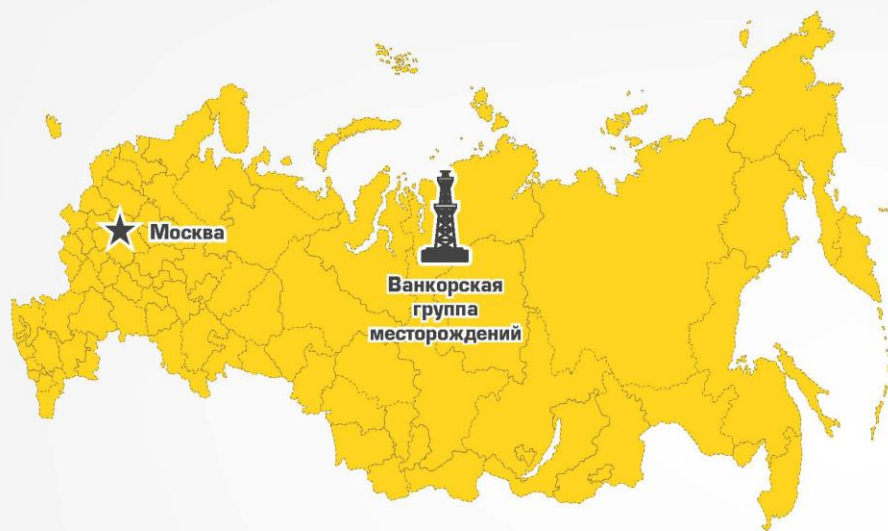 Москва
Ванкорская
группа
месторождений